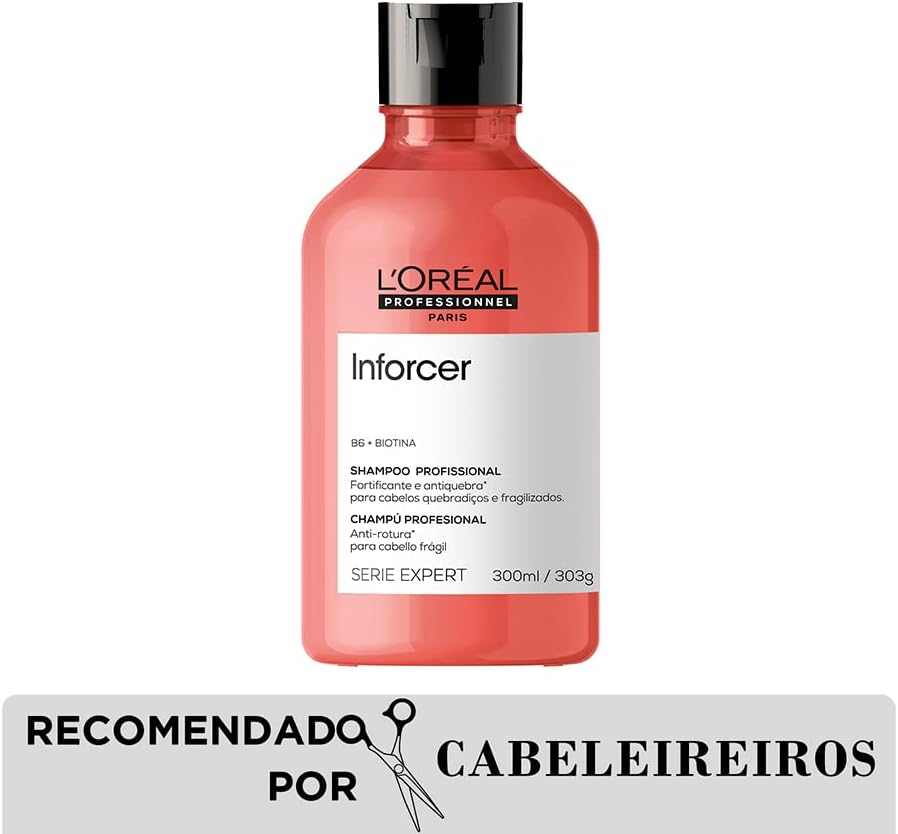 L'ORÉAL
PROFESSIONNEL
PARIS
Inforcer
B6 + BIOTINA
SHAMPOO PROFISSIONAL
Fortificante e antiquebra*
para cabelos quebradiços e fragilizados.
CHAMPÚ PROFESIONAL
Anti-rotura*
para cabello frágil
SERIE EXPERT 300ml / 303g
RECOMENDADO
POR
CABELEIREIROS